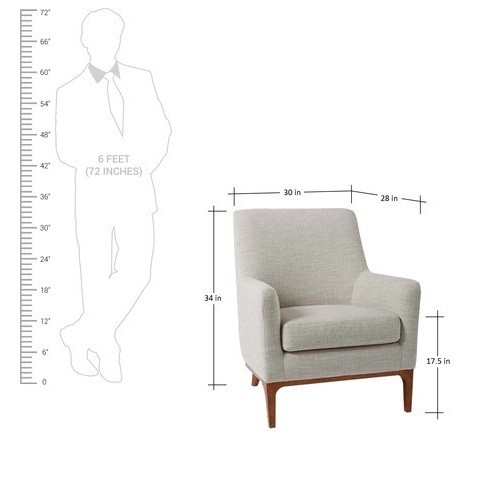 72"
66"
60"
54"
48"
42"
36"
30"
24"
18"
12"
6"
0
6 FEET
(72 INCHES)
30 in
28 in
34 in
17.5 in